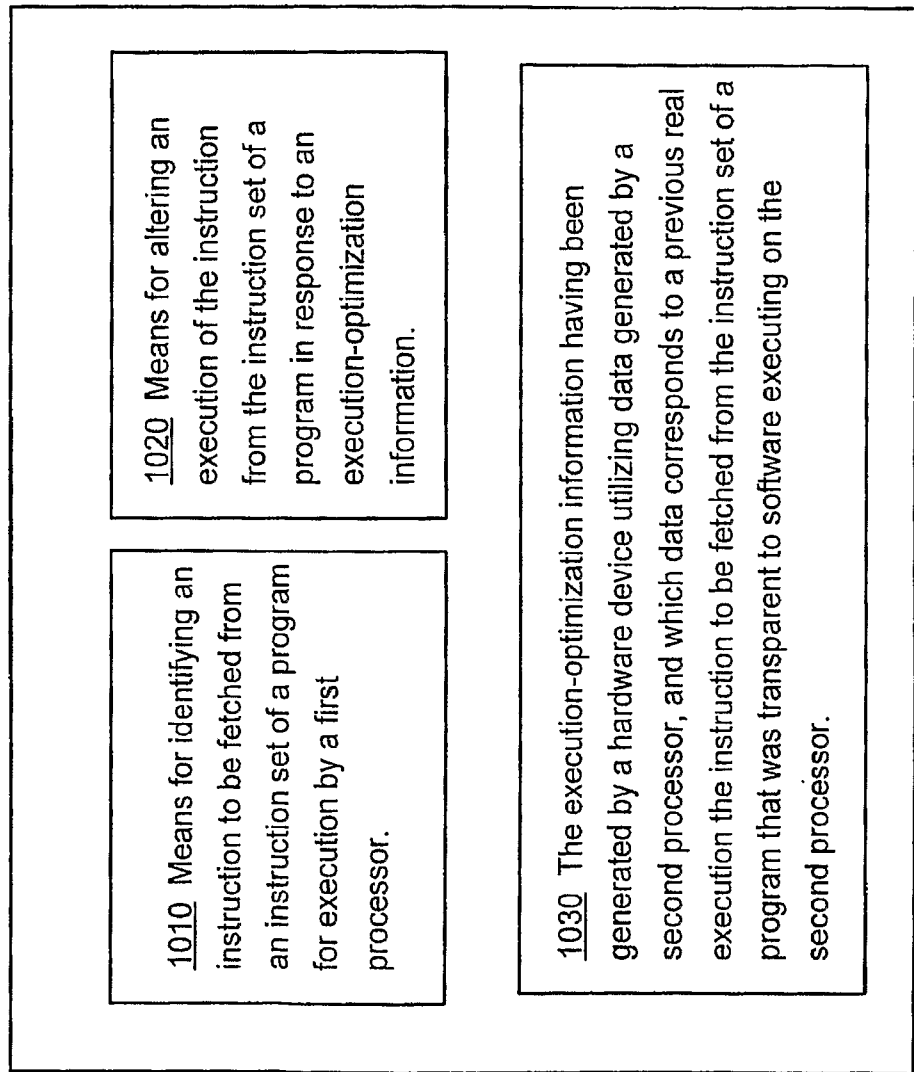 1010 Means for identifying an
instruction to be fetched from
an instruction set of a program
for execution by a first
processor.
1020 Means for altering an
execution of the instruction
from the instruction set of a
program in response to an
execution-optimization
information.
1030 The execution-optimization information having been
generated by a hardware device utilizing data generated by a
second processor, and which data corresponds to a previous real
execution the instruction to be fetched from the instruction set of a
program that was transparent to software executing on the
second processor.